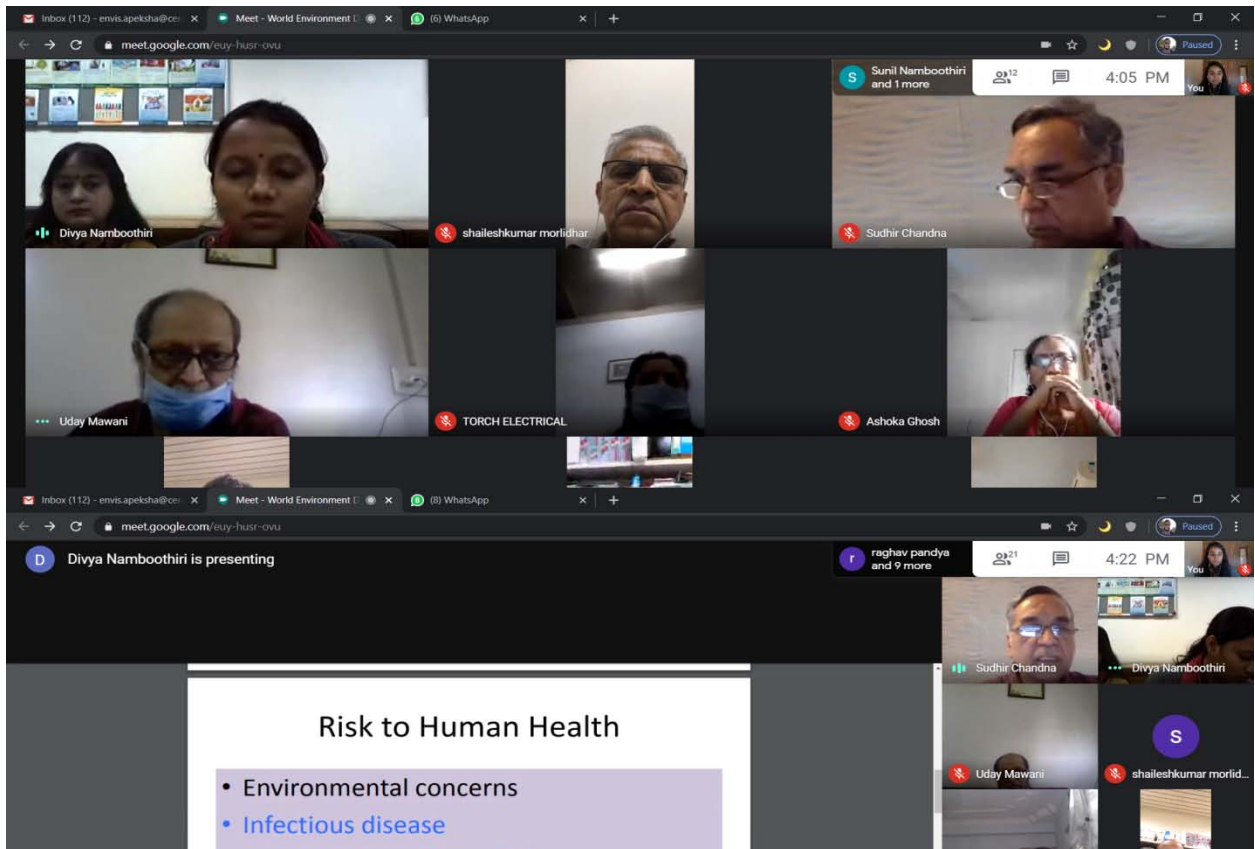 Inbox (112) - envis.apeksha@cer
Meet - World Environment D
(6) WhatsApp
meet.google.com/euy-husr-ovu
Paused
S
Sunil Namboothiri
and 1 more
12
4:05 PM
You
Divya Namboothiri
shaileshkumar morlidhar
Sudhir Chandna
Uday Mawani
TORCH ELECTRICAL
Ashoka Ghosh
Inbox (112) - envis.apeksha@cer
Meet - World Environment D
(8) WhatsApp
meet.google.com/euy-husr-ovu
Paused
D
Divya Namboothiri is presenting
r
raghav pandya
and 9 more
21
4:22 PM
You
Sudhir Chandna
Divya Namboothiri
Risk to Human Health
Uday Mawani
S
shaileshkumar morlid...
• Environmental concerns
• Infectious disease